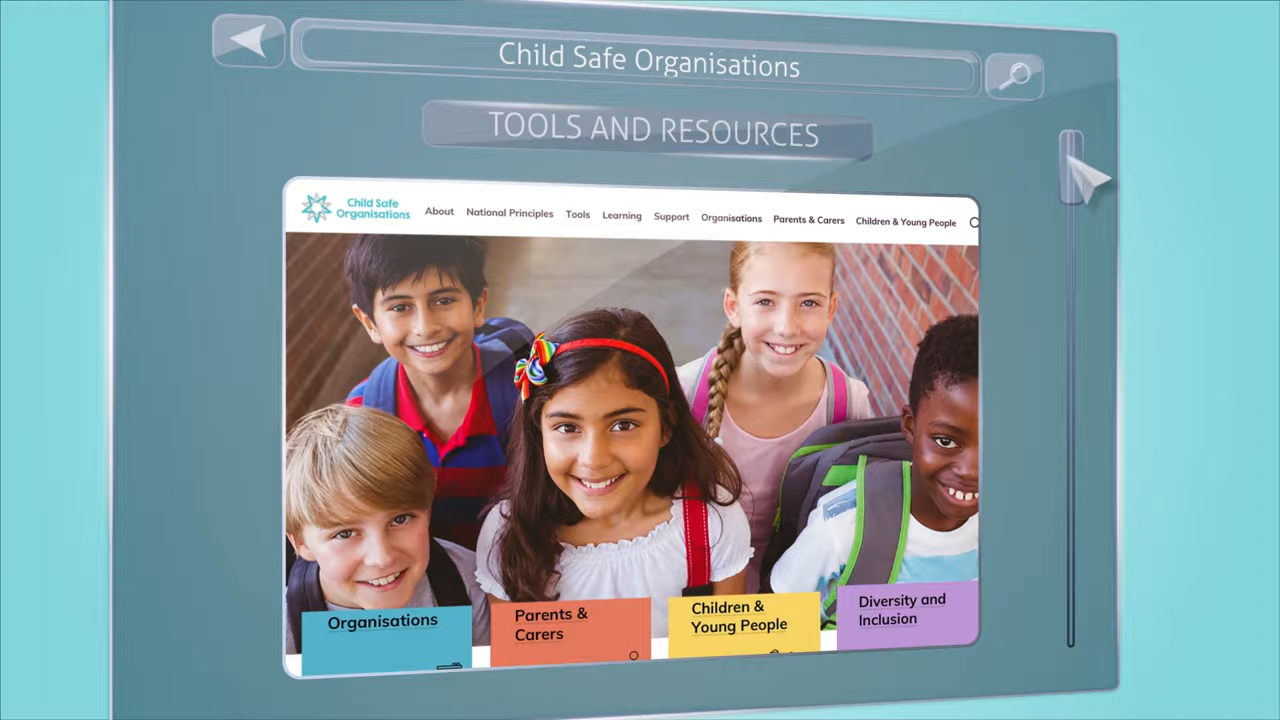 Child Safe Organisations
TOOLS AND RESOURCES
Child Safe
Organisations
About National Principles Tools Learning Support Organisations Parents & Carers Children & Young People
Organisations
Parents &
Carers
Children &
Young People
Diversity and
Inclusion